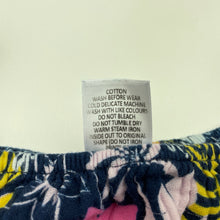 COTTON
WASH BEFORE WEAR
COLD DELICATE MACHINE
WASH WITH LIKE COLOURS
DO NOT BLEACH
DO NOT TUMBLE DRY
WARM STEAM IRON
INSIDE OUT TO ORIGINAL
SHAPE (DO NOT IRON